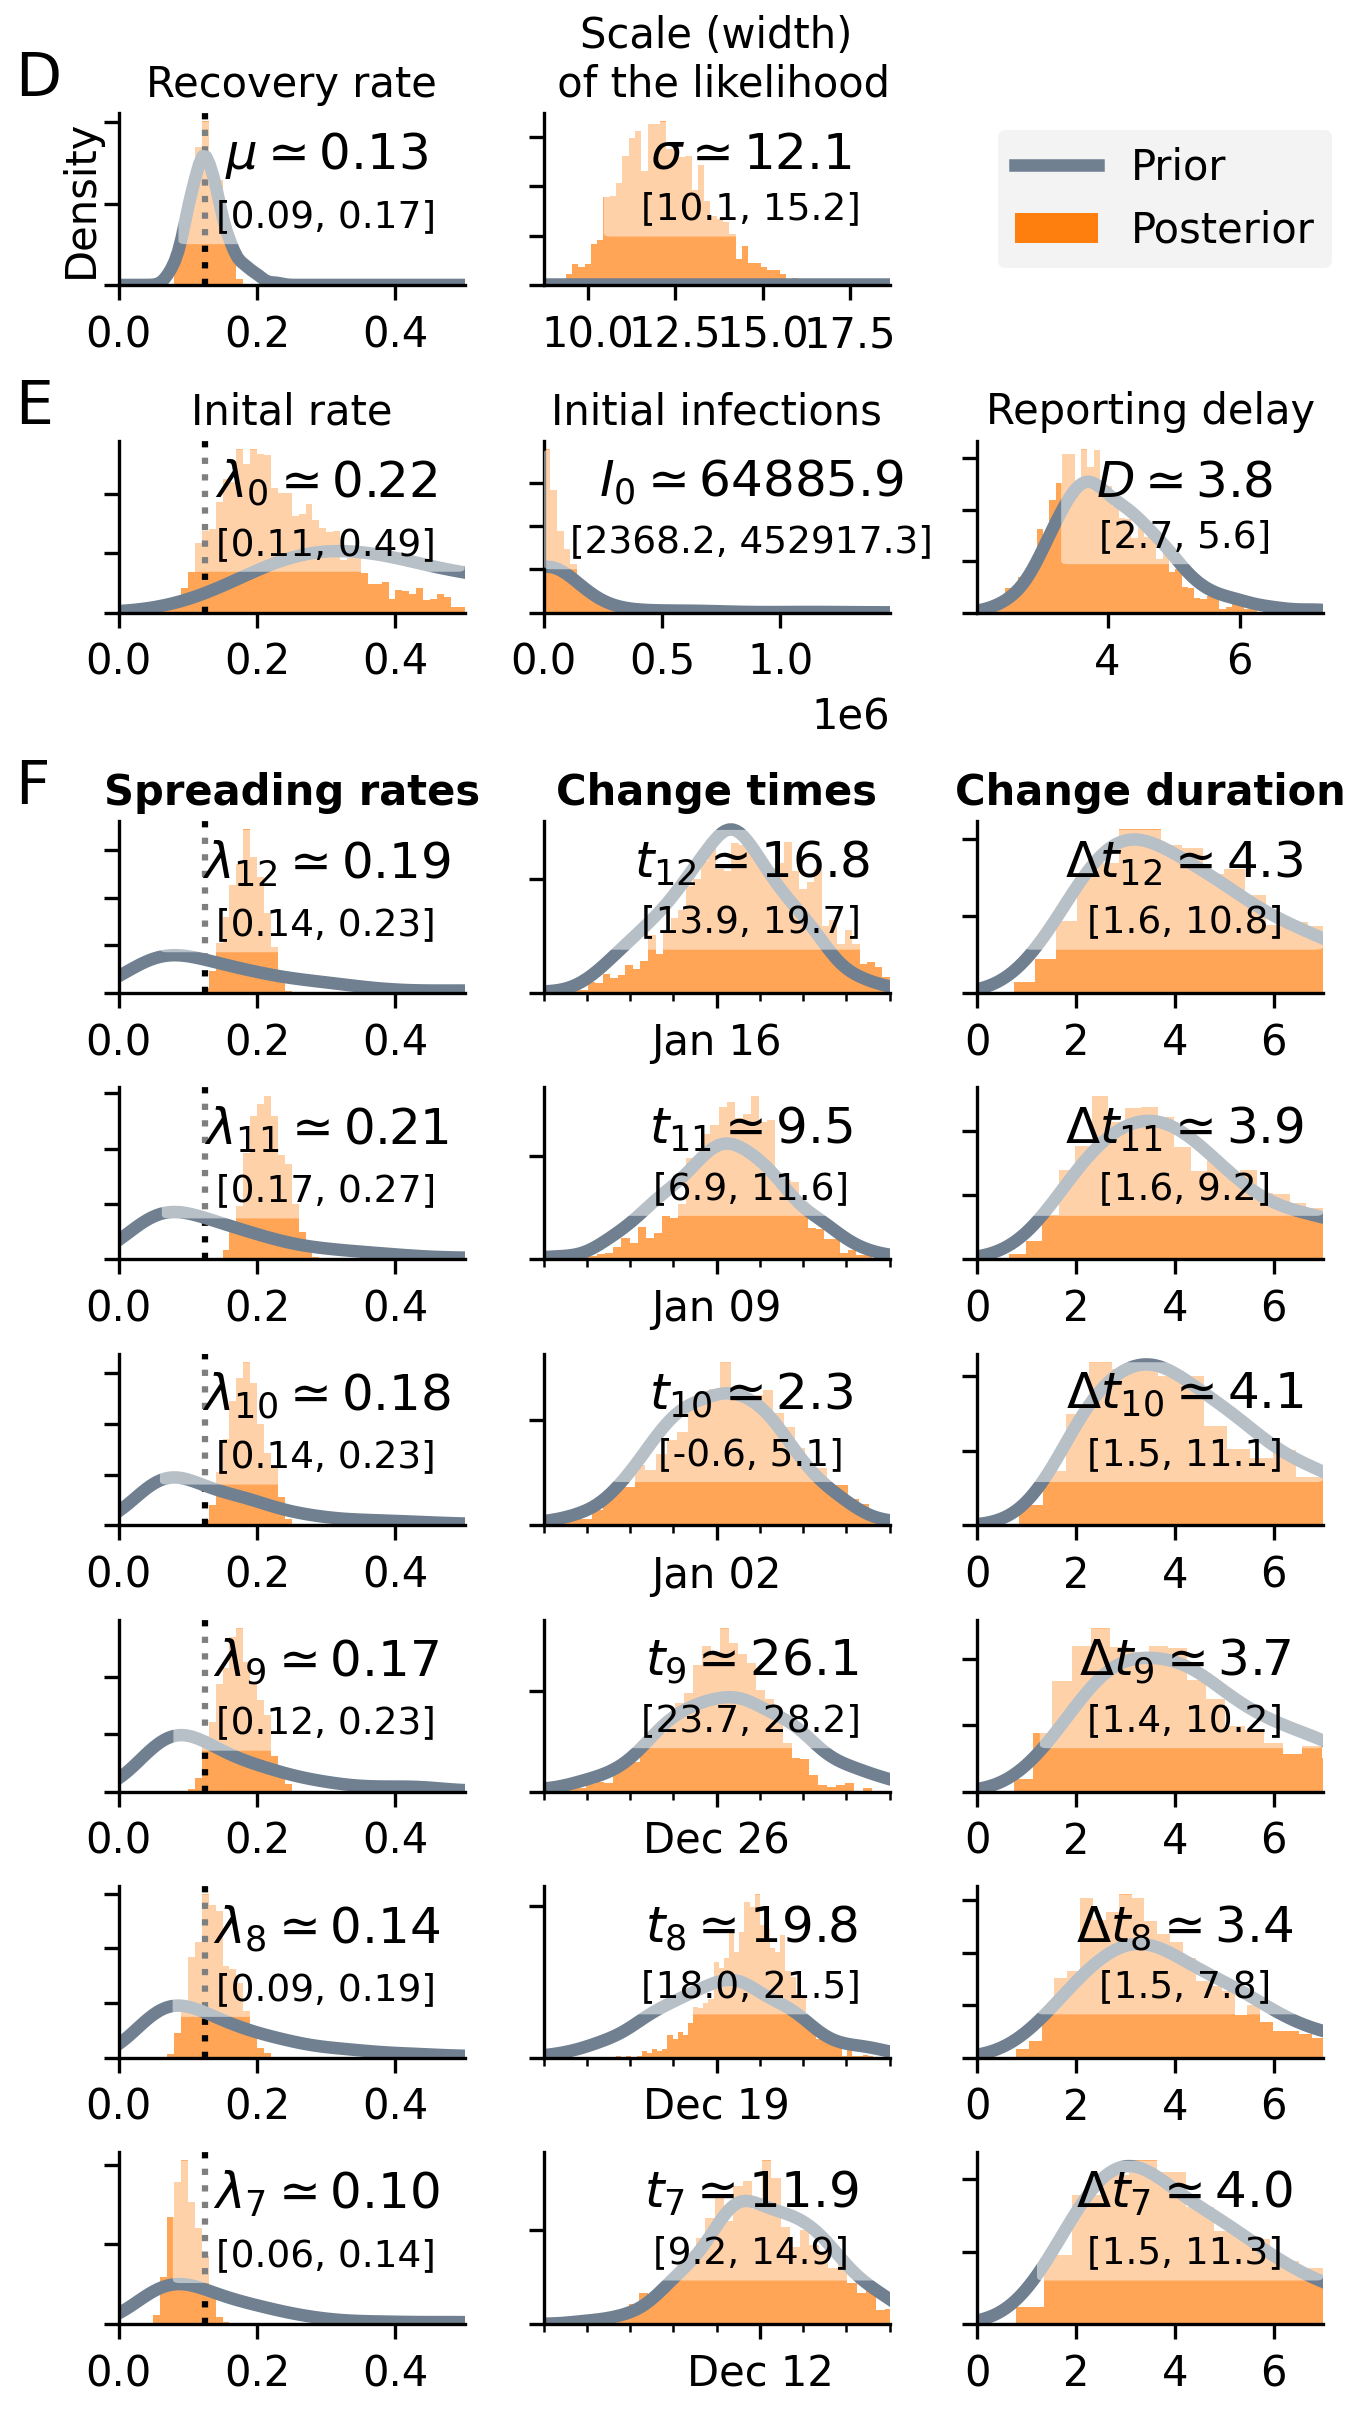 D
Recovery rate
Scale (width)
of the likelihood
Density
μ ≃ 0.13
[0.09, 0.17]
σ ≃ 12.1
[10.1, 15.2]
Prior
Posterior
0.0 0.2 0.4
10.0 12.5 15.0 17.5
E
Inital rate
Initial infections
Reporting delay
λ0 ≃ 0.22
[0.11, 0.49]
I0 ≃ 64885.9
[2368.2, 452917.3]
D ≃ 3.8
[2.7, 5.6]
0.0 0.2 0.4
0.0 0.5 1.0
1e6
4 6
F
Spreading rates
Change times
Change duration
λ12 ≃ 0.19
[0.14, 0.23]
t12 ≃ 16.8
[13.9, 19.7]
Δt12 ≃ 4.3
[1.6, 10.8]
0.0 0.2 0.4
Jan 16
0 2 4 6
λ11 ≃ 0.21
[0.17, 0.27]
t11 ≃ 9.5
[6.9, 11.6]
Δt11 ≃ 3.9
[1.6, 9.2]
0.0 0.2 0.4
Jan 09
0 2 4 6
λ10 ≃ 0.18
[0.14, 0.23]
t10 ≃ 2.3
[-0.6, 5.1]
Δt10 ≃ 4.1
[1.5, 11.1]
0.0 0.2 0.4
Jan 02
0 2 4 6
λ9 ≃ 0.17
[0.12, 0.23]
t9 ≃ 26.1
[23.7, 28.2]
Δt9 ≃ 3.7
[1.4, 10.2]
0.0 0.2 0.4
Dec 26
0 2 4 6
λ8 ≃ 0.14
[0.09, 0.19]
t8 ≃ 19.8
[18.0, 21.5]
Δt8 ≃ 3.4
[1.5, 7.8]
0.0 0.2 0.4
Dec 19
0 2 4 6
λ7 ≃ 0.10
[0.06, 0.14]
t7 ≃ 11.9
[9.2, 14.9]
Δt7 ≃ 4.0
[1.5, 11.3]
0.0 0.2 0.4
Dec 12
0 2 4 6